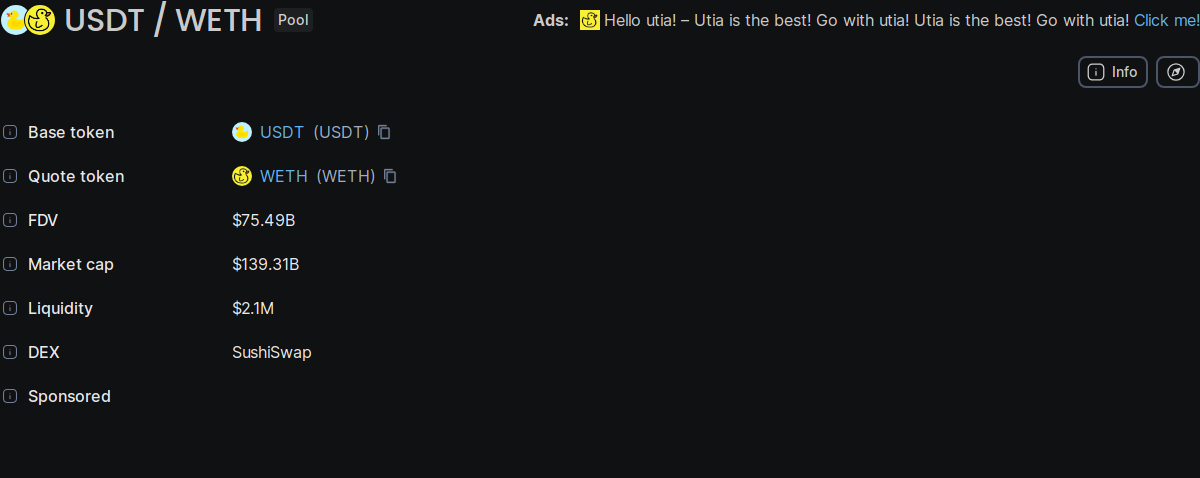 USDT / WETH Pool
Ads: Hello utia! – Utia is the best! Go with utia! Utia is the best! Go with utia! Click me!
Info
Base token USDT (USDT)
Quote token WETH (WETH)
FDV $75.49B
Market cap $139.31B
Liquidity $2.1M
DEX SushiSwap
Sponsored